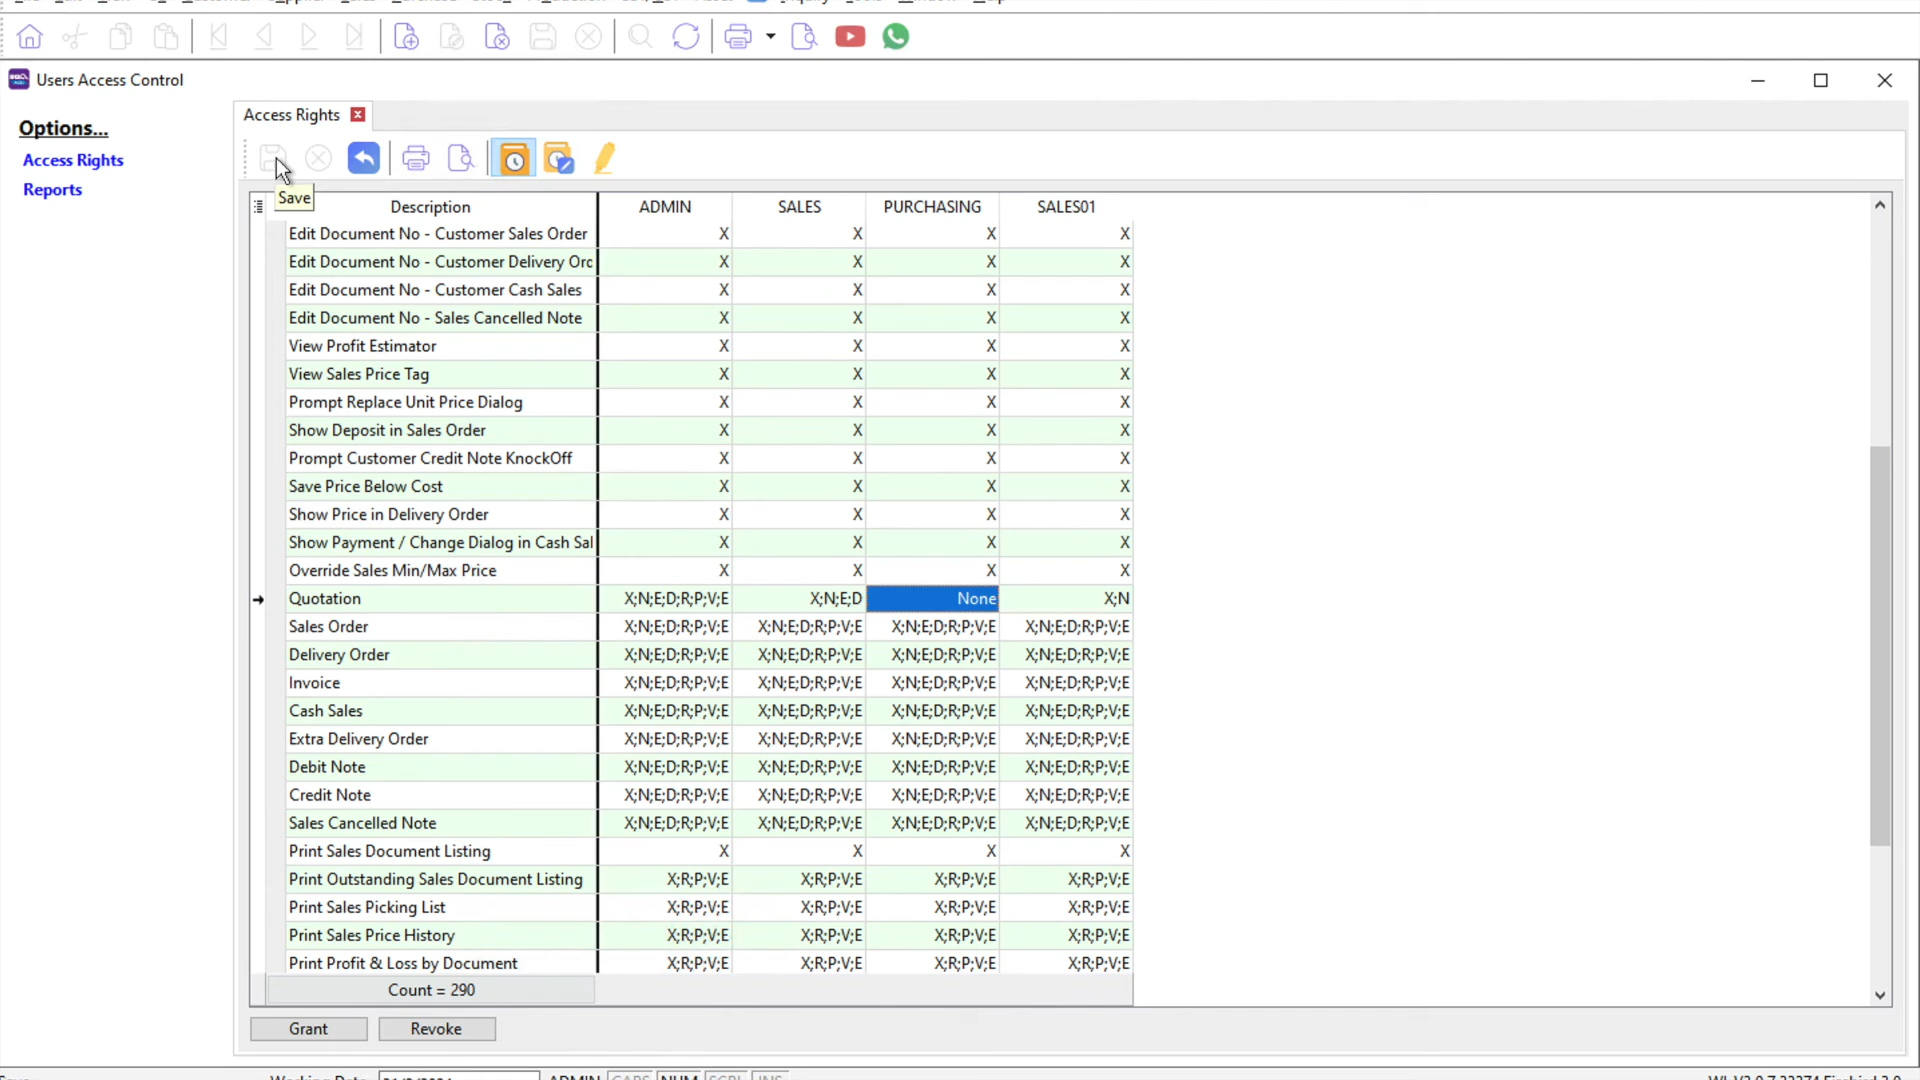 Users Access Control
Options...
Access Rights
Reports
Access Rights
Save
Description ADMIN SALES PURCHASING SALES01
Edit Document No - Customer Sales Order X X X X
Edit Document No - Customer Delivery Orc X X X X
Edit Document No - Customer Cash Sales X X X X
Edit Document No - Sales Cancelled Note X X X X
View Profit Estimator X X X X
View Sales Price Tag X X X X
Prompt Replace Unit Price Dialog X X X X
Show Deposit in Sales Order X X X X
Prompt Customer Credit Note KnockOff X X X X
Save Price Below Cost X X X X
Show Price in Delivery Order X X X X
Show Payment / Change Dialog in Cash Sal X X X X
Override Sales Min/Max Price X X X X
Quotation X;N;E;D;R;P;V;E X;N;E;D None X;N
Sales Order X;N;E;D;R;P;V;E X;N;E;D;R;P;V;E X;N;E;D;R;P;V;E X;N;E;D;R;P;V;E
Delivery Order X;N;E;D;R;P;V;E X;N;E;D;R;P;V;E X;N;E;D;R;P;V;E X;N;E;D;R;P;V;E
Invoice X;N;E;D;R;P;V;E X;N;E;D;R;P;V;E X;N;E;D;R;P;V;E X;N;E;D;R;P;V;E
Cash Sales X;N;E;D;R;P;V;E X;N;E;D;R;P;V;E X;N;E;D;R;P;V;E X;N;E;D;R;P;V;E
Extra Delivery Order X;N;E;D;R;P;V;E X;N;E;D;R;P;V;E X;N;E;D;R;P;V;E X;N;E;D;R;P;V;E
Debit Note X;N;E;D;R;P;V;E X;N;E;D;R;P;V;E X;N;E;D;R;P;V;E X;N;E;D;R;P;V;E
Credit Note X;N;E;D;R;P;V;E X;N;E;D;R;P;V;E X;N;E;D;R;P;V;E X;N;E;D;R;P;V;E
Sales Cancelled Note X;N;E;D;R;P;V;E X;N;E;D;R;P;V;E X;N;E;D;R;P;V;E X;N;E;D;R;P;V;E
Print Sales Document Listing X X X X
Print Outstanding Sales Document Listing X;R;P;V;E X;R;P;V;E X;R;P;V;E X;R;P;V;E
Print Sales Picking List X;R;P;V;E X;R;P;V;E X;R;P;V;E X;R;P;V;E
Print Sales Price History X;R;P;V;E X;R;P;V;E X;R;P;V;E X;R;P;V;E
Print Profit & Loss by Document X;R;P;V;E X;R;P;V;E X;R;P;V;E X;R;P;V;E
Count = 290
Grant Revoke
ADMIN CAPS NUM SCRL INS